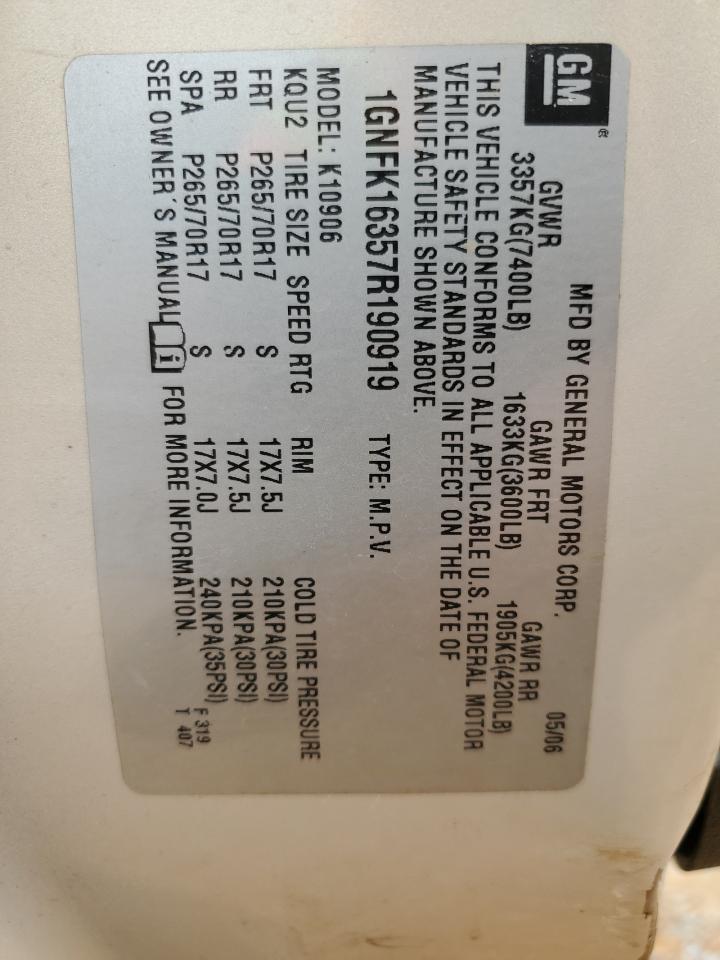 GM®
MFD BY GENERAL MOTORS CORP. 05/06
GVWR GAWR FRT GAWR RR
3357KG(7400LB) 1633KG(3600LB) 1905KG(4200LB)
THIS VEHICLE CONFORMS TO ALL APPLICABLE U.S. FEDERAL MOTOR
VEHICLE SAFETY STANDARDS IN EFFECT ON THE DATE OF
MANUFACTURE SHOWN ABOVE.
1GNFK16357R190919 TYPE: M.P.V.
MODEL: K10906
KQU2 TIRE SIZE SPEED RTG RIM COLD TIRE PRESSURE
FRT P265/70R17 S 17X7.5J 210KPA(30PSI)
RR P265/70R17 S 17X7.5J 210KPA(30PSI)
SPA P265/70R17 S 17X7.0J 240KPA(35PSI) F 319
SEE OWNER'S MANUAL i FOR MORE INFORMATION. T 407